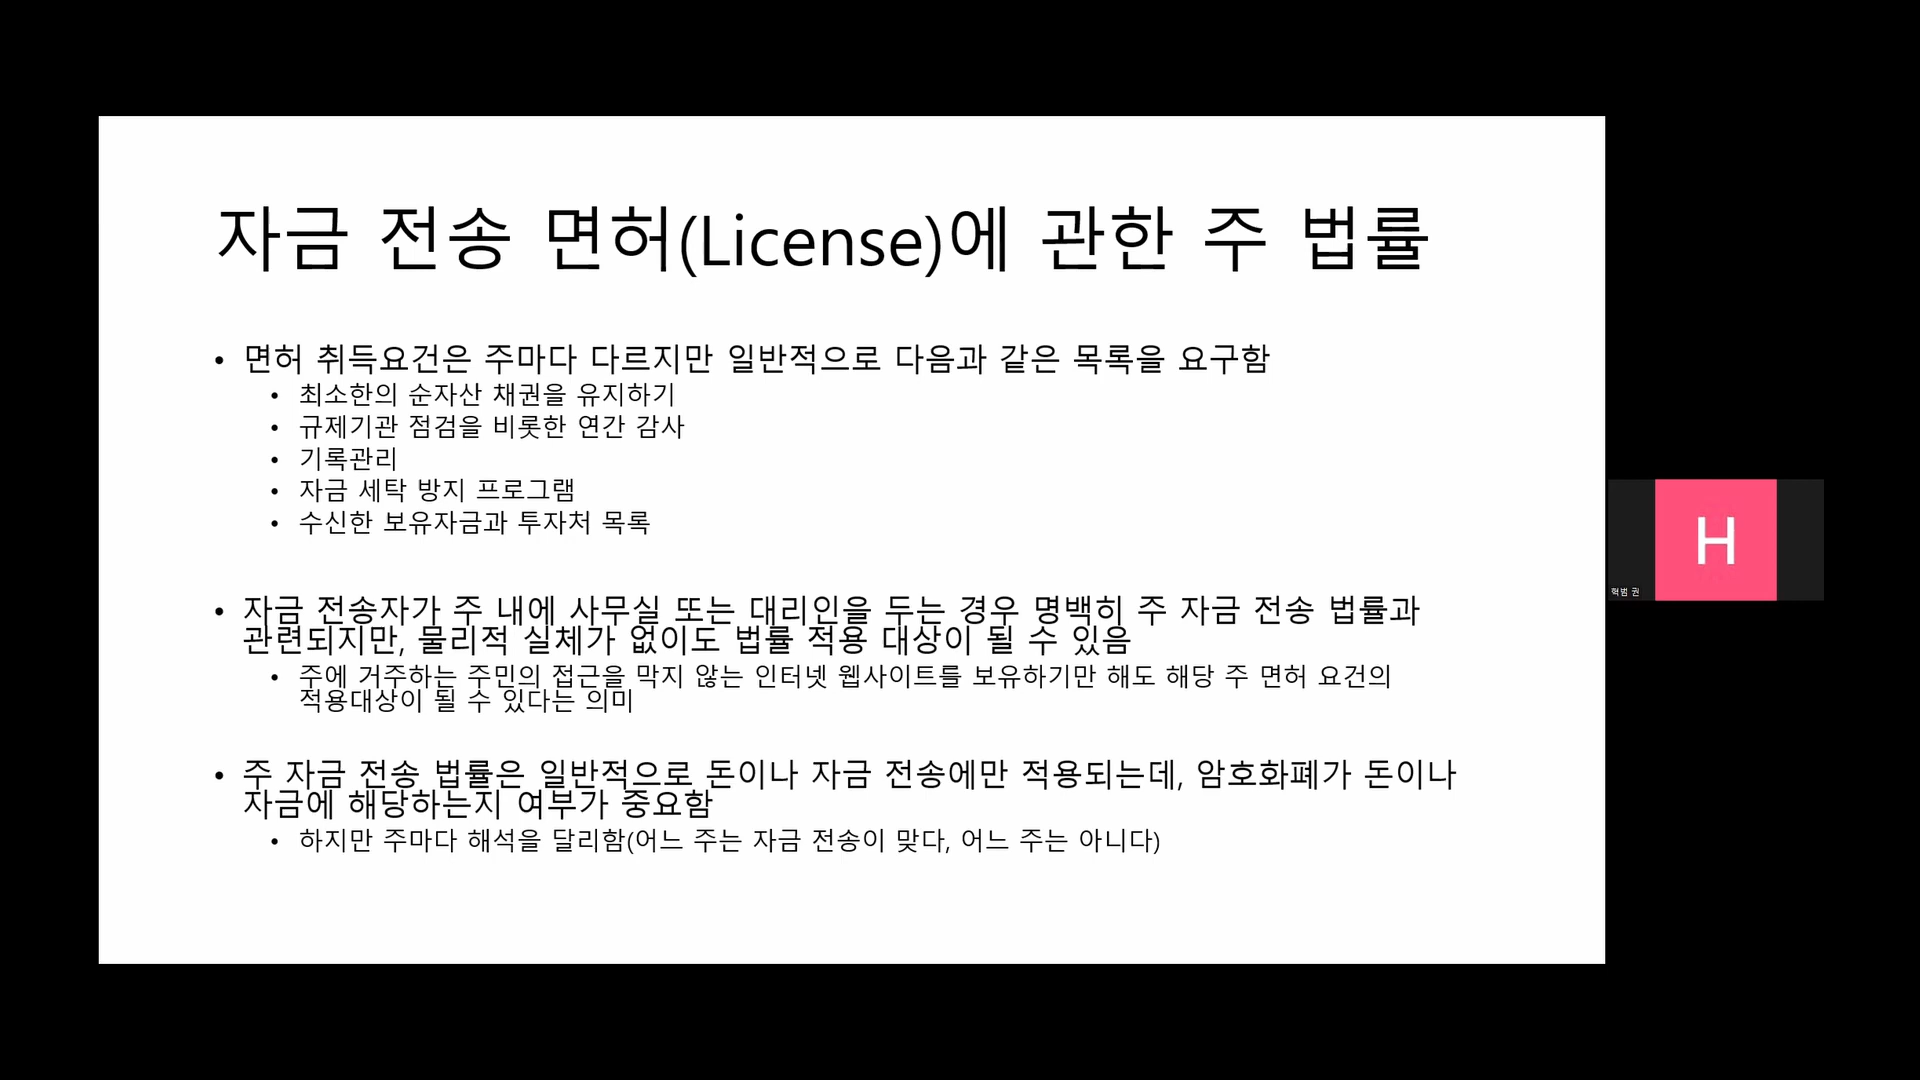 자금 전송 면허(License)에 관한 주 법률
• 면허 취득요건은 주마다 다르지만 일반적으로 다음과 같은 목록을 요구함
• 최소한의 순자산 채권을 유지하기
• 규제기관 점검을 비롯한 연간 감사
• 기록관리
• 자금 세탁 방지 프로그램
• 수신한 보유자금과 투자처 목록
• 자금 전송자가 주 내에 사무실 또는 대리인을 두는 경우 명백히 주 자금 전송 법률과
관련되지만, 물리적 실체가 없이도 법률 적용 대상이 될 수 있음
• 주에 거주하는 주민의 접근을 막지 않는 인터넷 웹사이트를 보유하기만 해도 해당 주 면허 요건의
적용대상이 될 수 있다는 의미
• 주 자금 전송 법률은 일반적으로 돈이나 자금 전송에만 적용되는데, 암호화폐가 돈이나
자금에 해당하는지 여부가 중요함
• 하지만 주마다 해석을 달리함(어느 주는 자금 전송이 맞다, 어느 주는 아니다)
H
혁범 권